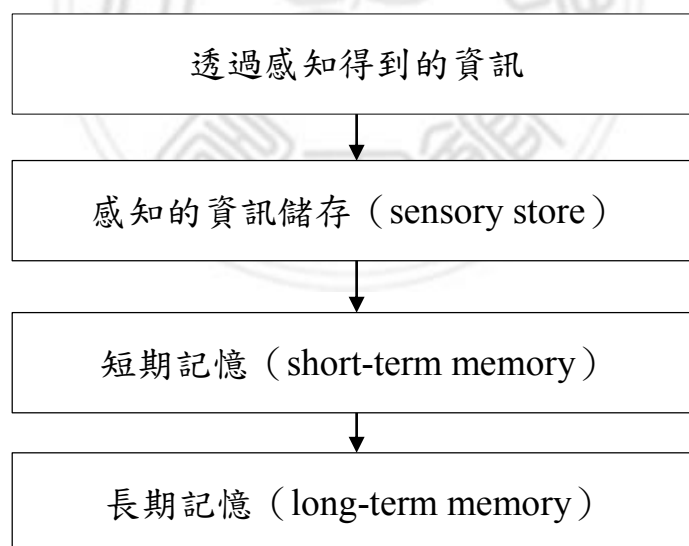 透過感知得到的資訊
感知的資訊儲存（sensory store）
短期記憶（short-term memory）
長期記憶（long-term memory）